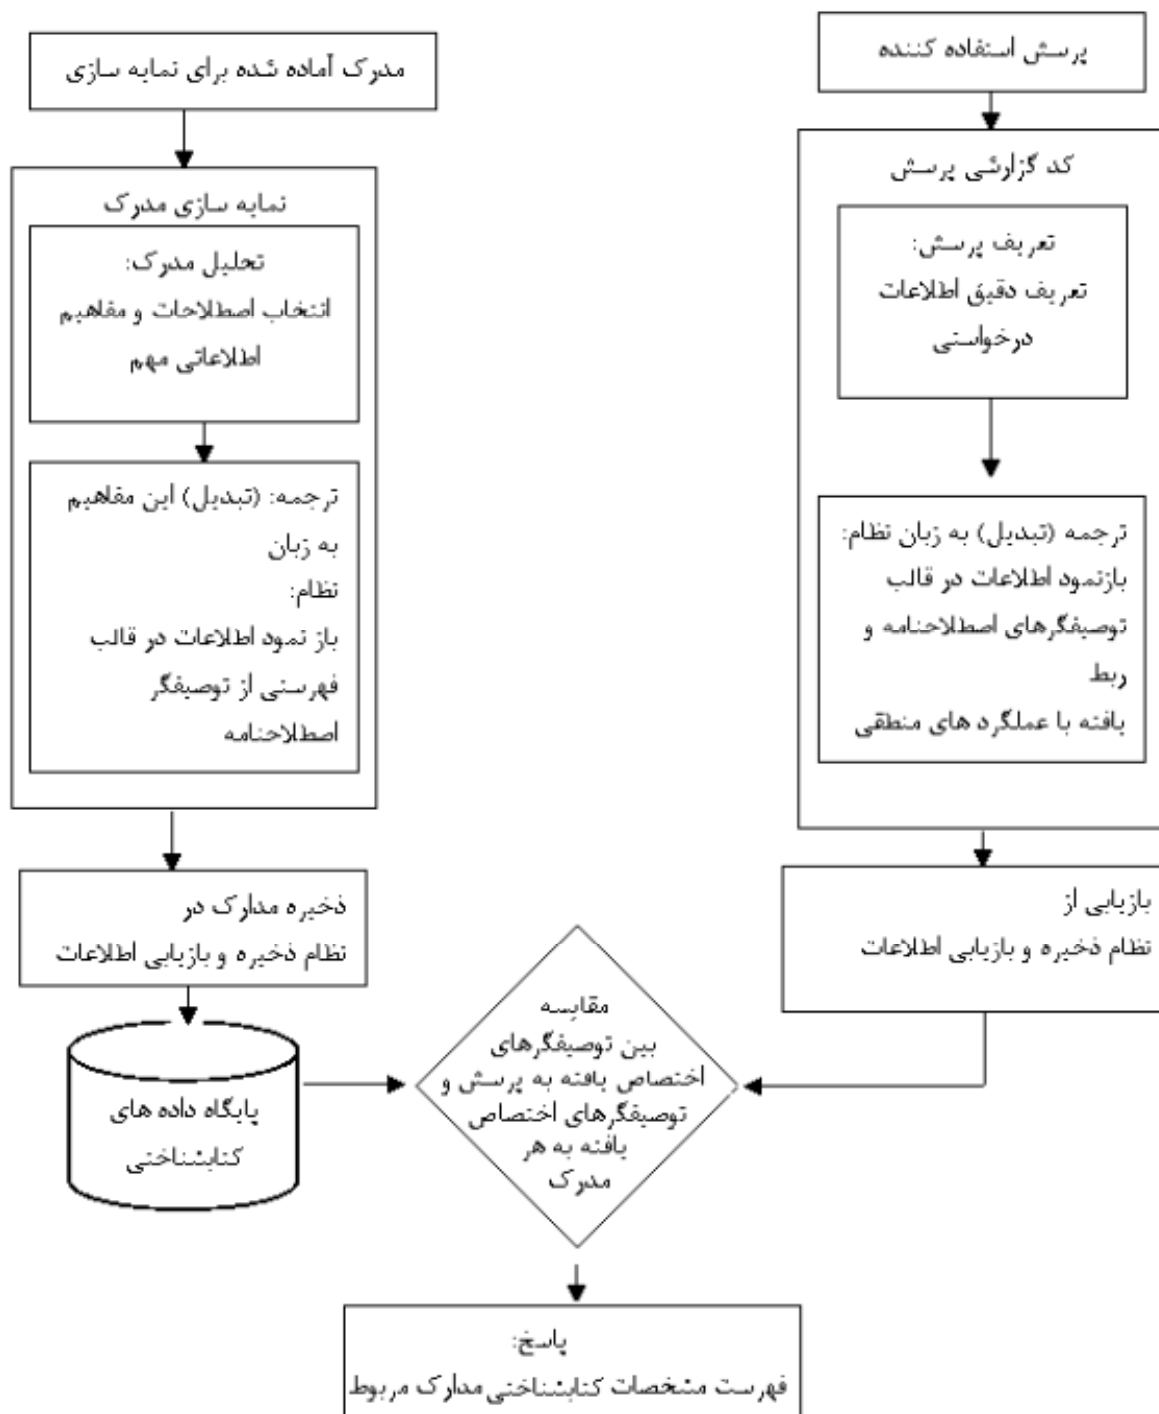 پرسش استفاده کننده
کد گزارشی پرسش
تعریف پرسش:
تعریف دقیق اطلاعات
درخواستی
ترجمه (تبدیل) به زبان نظام:
بازنمود اطلاعات در قالب
توصیفگرهای اصطلاحنامه و
ربط
یافته با عملگرد های منطقی
بازیابی از
نظام ذخیره و بازیابی اطلاعات
مدرک آماده شده برای نمایه سازی
نمایه سازی مدرک
تحلیل مدرک:
انتخاب اصطلاحات و مفاهیم
اطلاعاتی مهم
ترجمه: (تبدیل) این مفاهیم
به زبان
نظام:
باز نمود اطلاعات در قالب
فهرستی از توصیفگر
اصطلاحنامه
ذخیره مدارک در
نظام ذخیره و بازیابی اطلاعات
پایگاه داده های
کتابشناختی
مقایسه
بین توصیفگرهای
اختصاص یافته به پرسش و
توصیفگرهای اختصاص
یافته به هر
مدرک
پاسخ:
فهرست مشخصات کتابشناختی مدارک مربوط